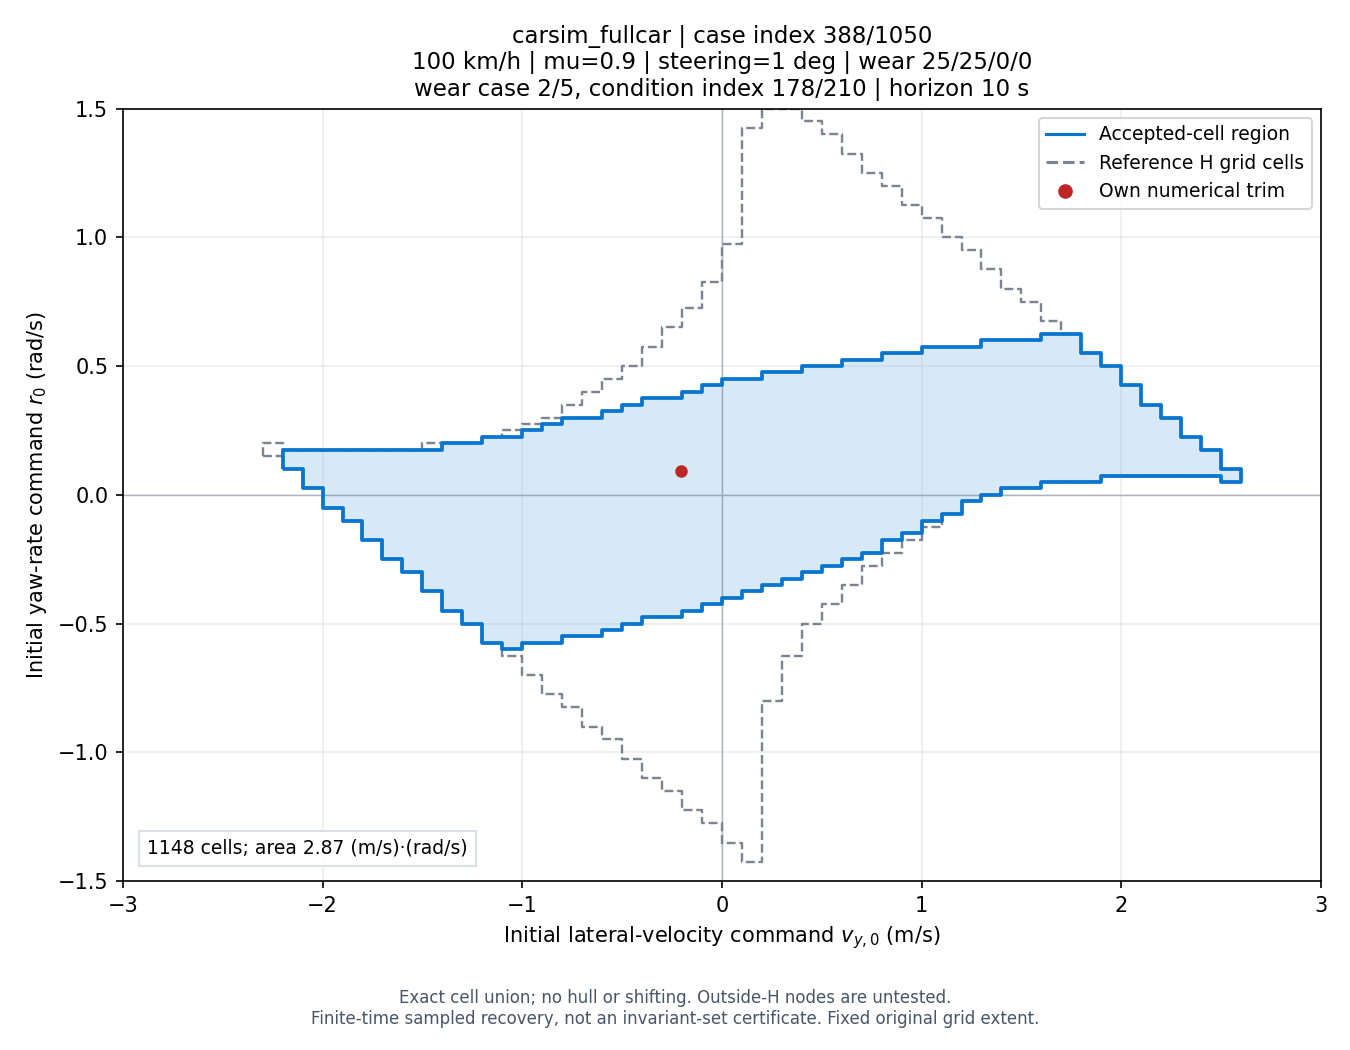 carsim_fullcar | case index 388/1050
100 km/h | mu=0.9 | steering=1 deg | wear 25/25/0/0
wear case 2/5, condition index 178/210 | horizon 10 s
Accepted-cell region
Reference H grid cells
Own numerical trim
Initial yaw-rate command r₀ (rad/s)
1.5
1.0
0.5
0.0
−0.5
−1.0
−1.5
1148 cells; area 2.87 (m/s)·(rad/s)
−3 −2 −1 0 1 2 3
Initial lateral-velocity command v_{y,0} (m/s)
Exact cell union; no hull or shifting. Outside-H nodes are untested.
Finite-time sampled recovery, not an invariant-set certificate. Fixed original grid extent.